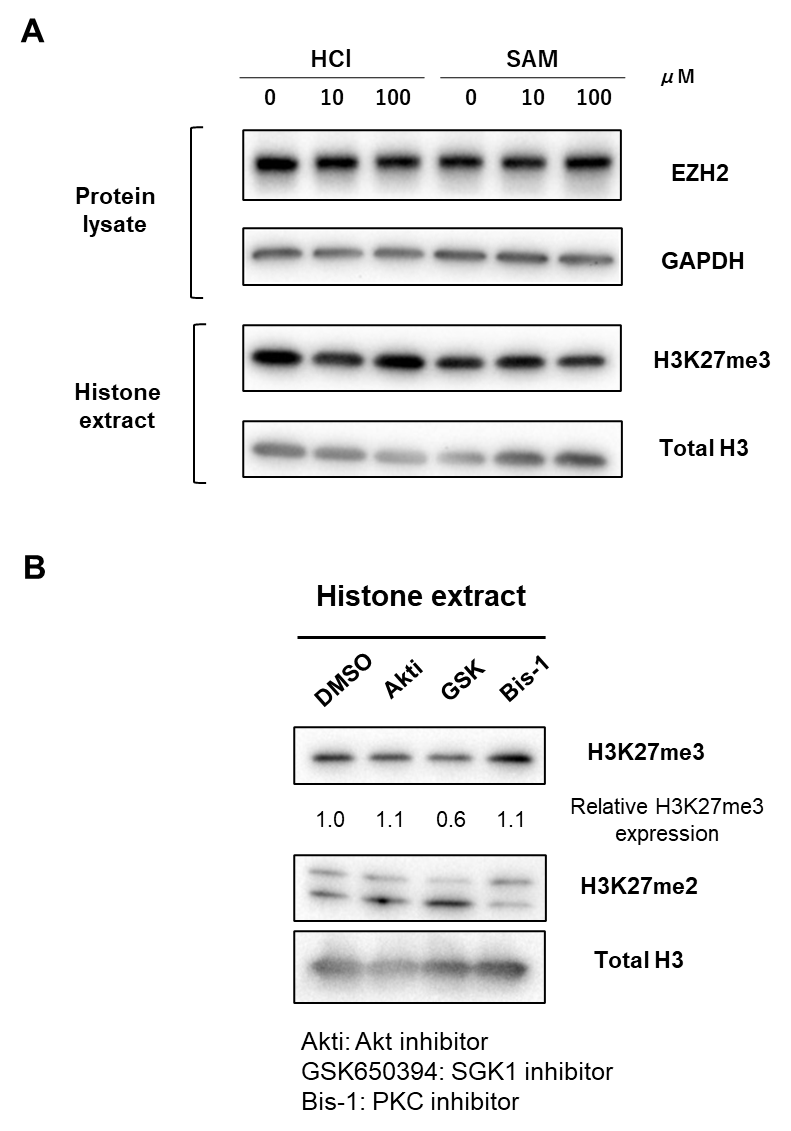 A
HCl SAM
μM
0 10 100 0 10 100
Protein
lysate
EZH2
GAPDH
Histone
extract
H3K27me3
Total H3
B
Histone extract
DMSO Akti GSK Bis-1
H3K27me3
1.0 1.1 0.6 1.1
Relative H3K27me3
expression
H3K27me2
Total H3
Akti: Akt inhibitor
GSK650394: SGK1 inhibitor
Bis-1: PKC inhibitor